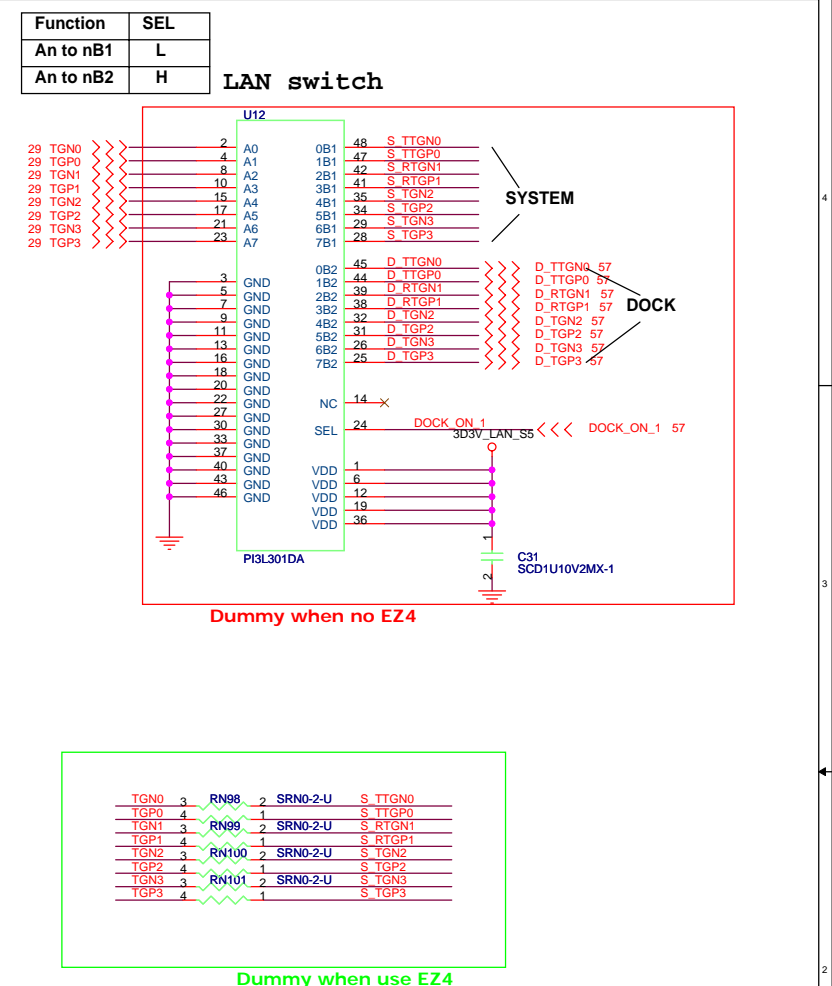 Function SEL
An to nB1 L
An to nB2 H
LAN switch
U12
29 TGN0 2 A0 0B1 48 S_TTGN0
29 TGP0 4 A1 1B1 47 S_TTGP0
29 TGN1 8 A2 2B1 42 S_RTGN1
29 TGP1 10 A3 3B1 41 S_RTGP1
29 TGN2 15 A4 4B1 35 S_TGN2
29 TGP2 17 A5 5B1 34 S_TGP2
29 TGN3 21 A6 6B1 29 S_TGN3
29 TGP3 23 A7 7B1 28 S_TGP3
SYSTEM
4
0B2 45 D_TTGN0 D_TTGN0 57
1B2 44 D_TTGP0 D_TTGP0 57
2B2 39 D_RTGN1 D_RTGN1 57
3B2 38 D_RTGP1 D_RTGP1 57
4B2 32 D_TGN2 D_TGN2 57
5B2 31 D_TGP2 D_TGP2 57
6B2 26 D_TGN3 D_TGN3 57
7B2 25 D_TGP3 D_TGP3 57
DOCK
3 GND
5 GND
7 GND
9 GND
11 GND
13 GND
16 GND
18 GND
20 GND
22 GND
27 GND
30 GND
33 GND
37 GND
40 GND
43 GND
46 GND
NC 14
SEL 24 DOCK_ON_1 DOCK_ON_1 57
3D3V_LAN_S5
VDD 1
VDD 6
VDD 12
VDD 19
VDD 36
1
C31
SCD1U10V2MX-1
2
PI3L301DA
3
Dummy when no EZ4
TGN0 3 RN98 2 SRN0-2-U S_TTGN0
TGP0 4 1 S_TTGP0
TGN1 3 RN99 2 SRN0-2-U S_RTGN1
TGP1 4 1 S_RTGP1
TGN2 3 RN100 2 SRN0-2-U S_TGN2
TGP2 4 1 S_TGP2
TGN3 3 RN101 2 SRN0-2-U S_TGN3
TGP3 4 1 S_TGP3
Dummy when use EZ4
2